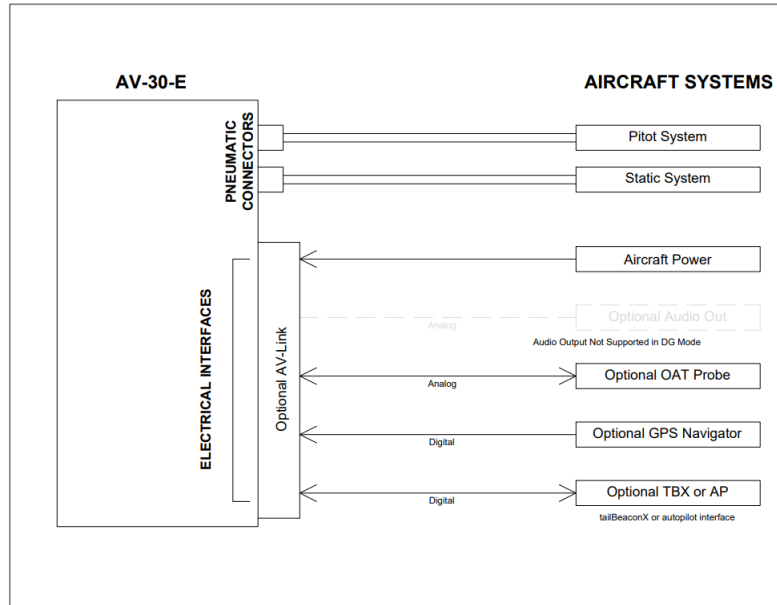 AV-30-E
AIRCRAFT SYSTEMS
PNEUMATIC
CONNECTORS
Pitot System
Static System
ELECTRICAL INTERFACES
Optional AV-Link
Aircraft Power
Analog
Optional Audio Out
Audio Output Not Supported in DG Mode
Analog
Optional OAT Probe
Digital
Optional GPS Navigator
Digital
Optional TBX or AP
tailBeaconX or autopilot interface